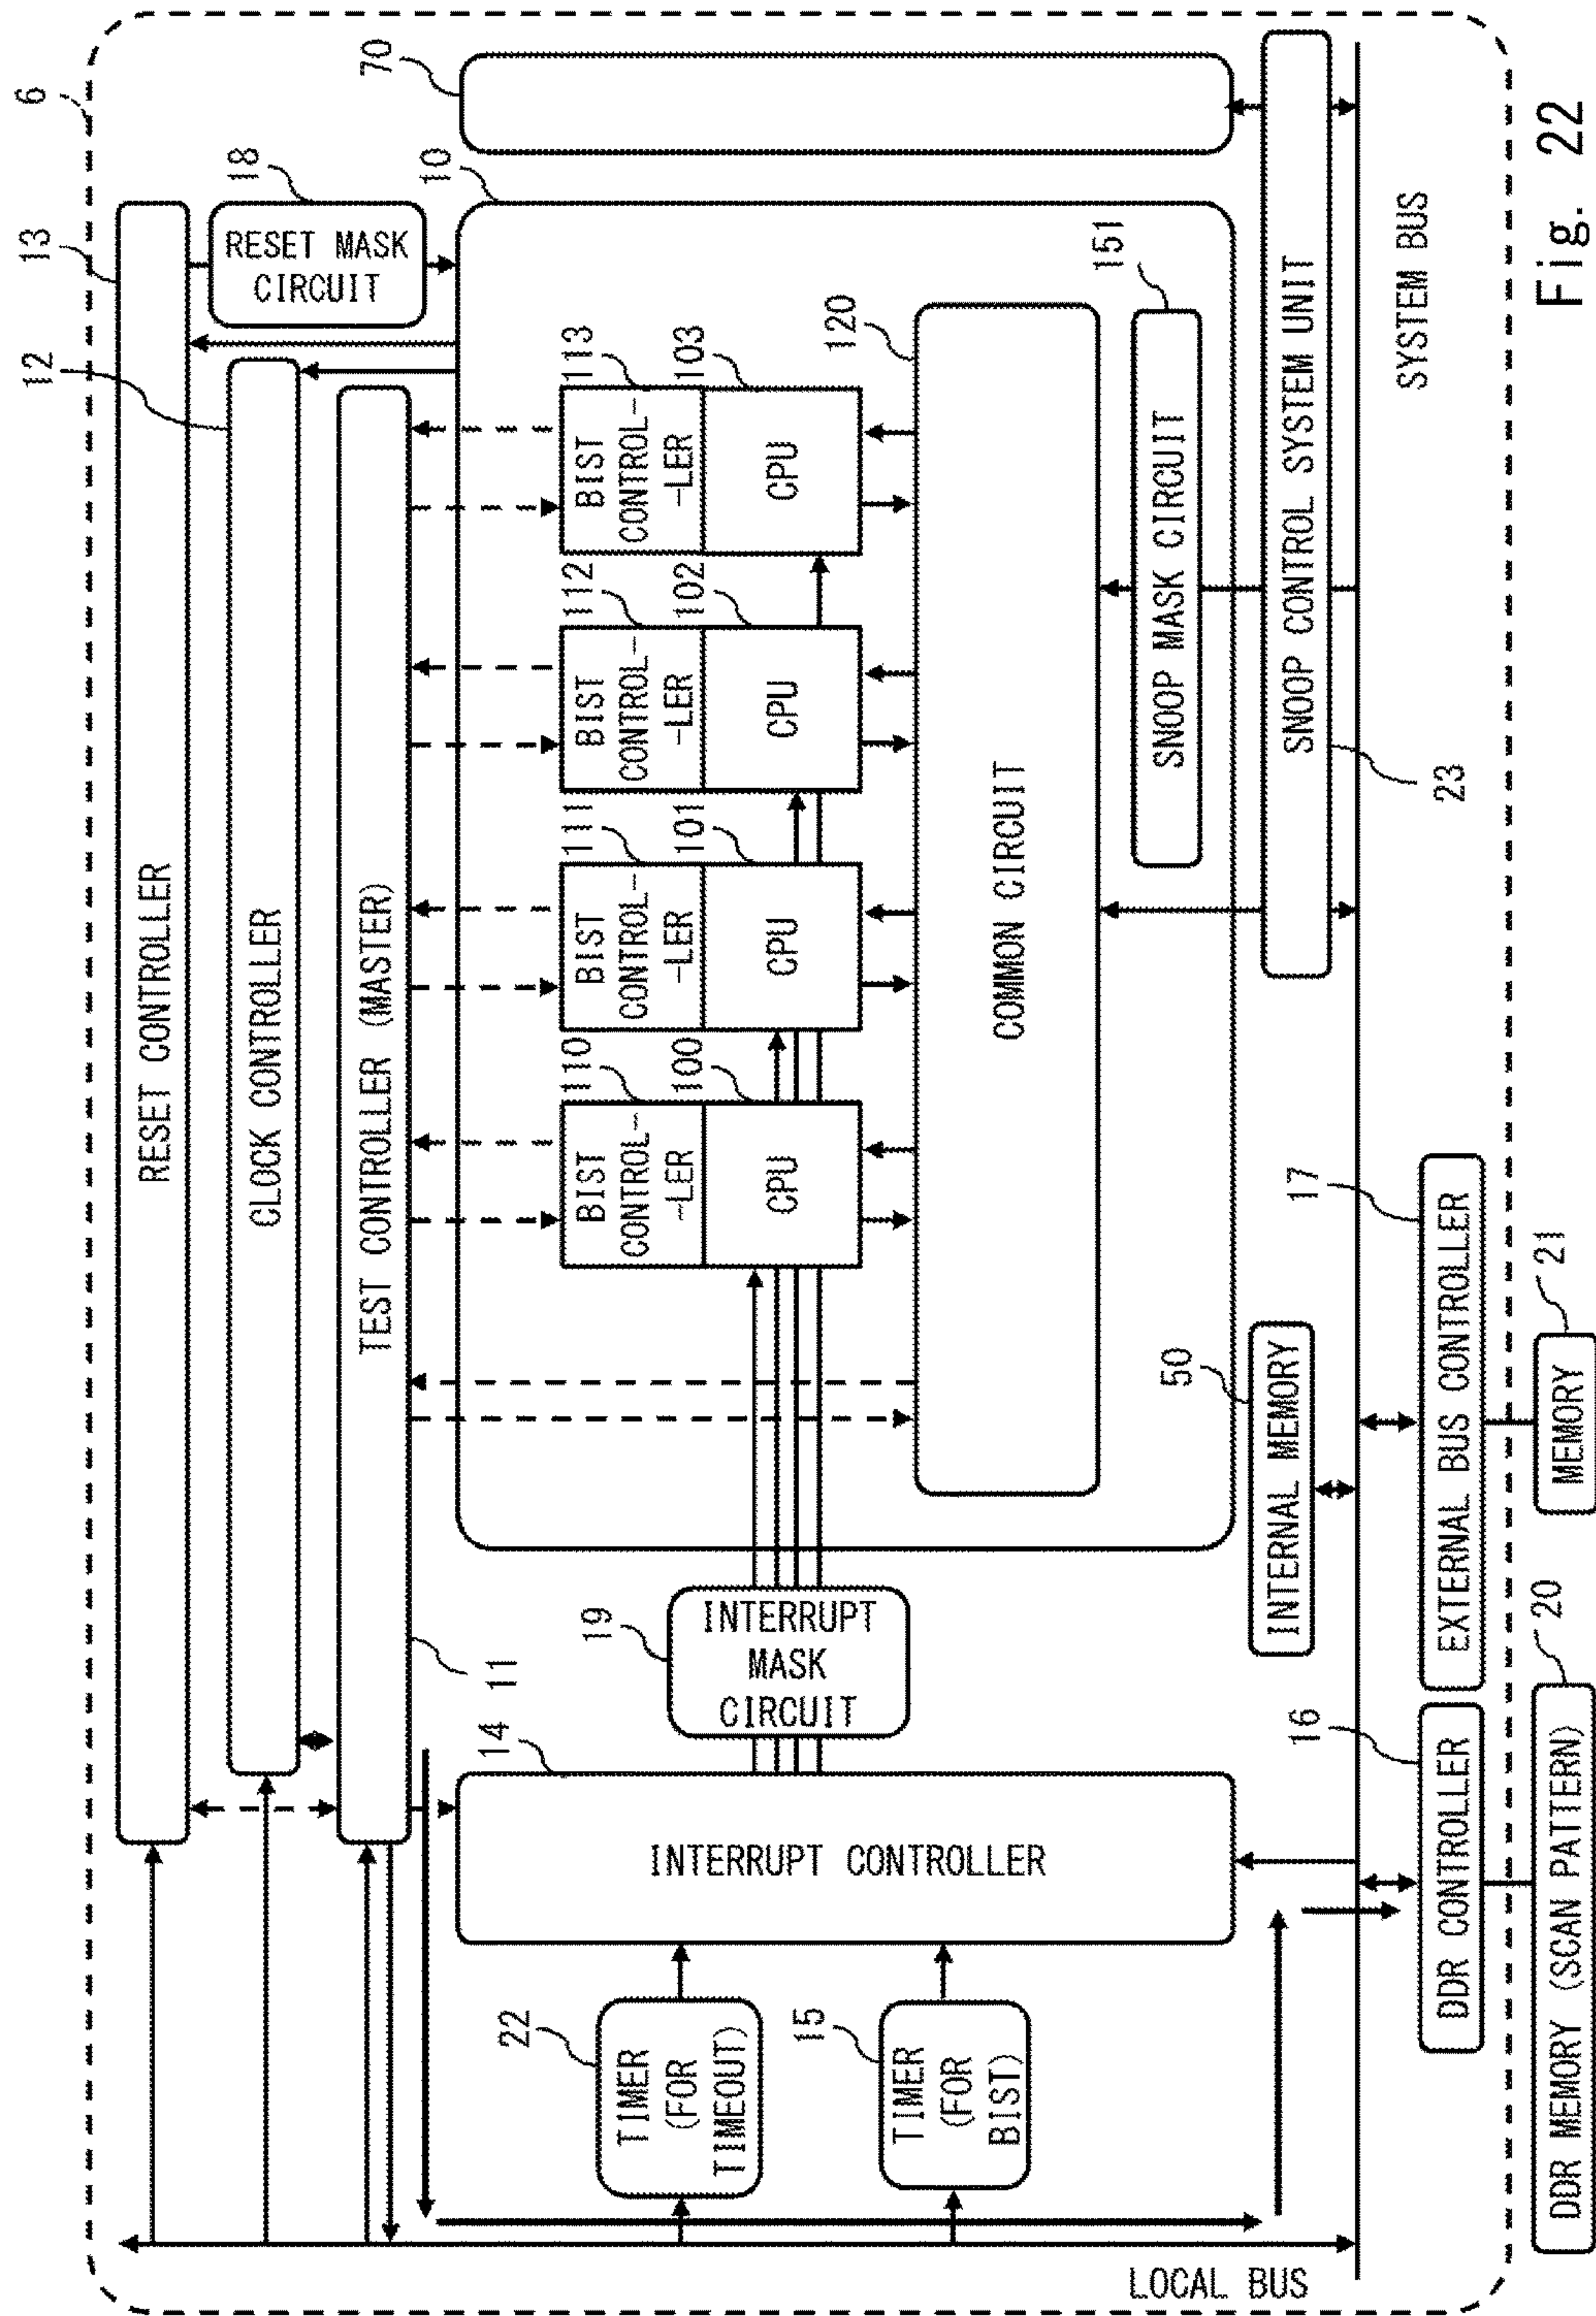 6
13
RESET CONTROLLER
18
RESET MASK
CIRCUIT
12
CLOCK CONTROLLER
TEST CONTROLLER (MASTER)
11
70
10
110
BIST
CONTROL-
-LER
100
CPU
111
BIST
CONTROL-
-LER
101
CPU
112
BIST
CONTROL-
-LER
102
CPU
113
BIST
CONTROL-
-LER
103
CPU
120
COMMON CIRCUIT
151
SNOOP MASK CIRCUIT
SNOOP CONTROL SYSTEM UNIT
23
19
INTERRUPT
MASK
CIRCUIT
14
INTERRUPT CONTROLLER
22
TIMER
(FOR
TIMEOUT)
15
TIMER
(FOR
BIST)
50
INTERNAL MEMORY
LOCAL BUS
SYSTEM BUS
16
DDR CONTROLLER
17
EXTERNAL BUS CONTROLLER
20
DDR MEMORY (SCAN PATTERN)
21
MEMORY
Fig. 22